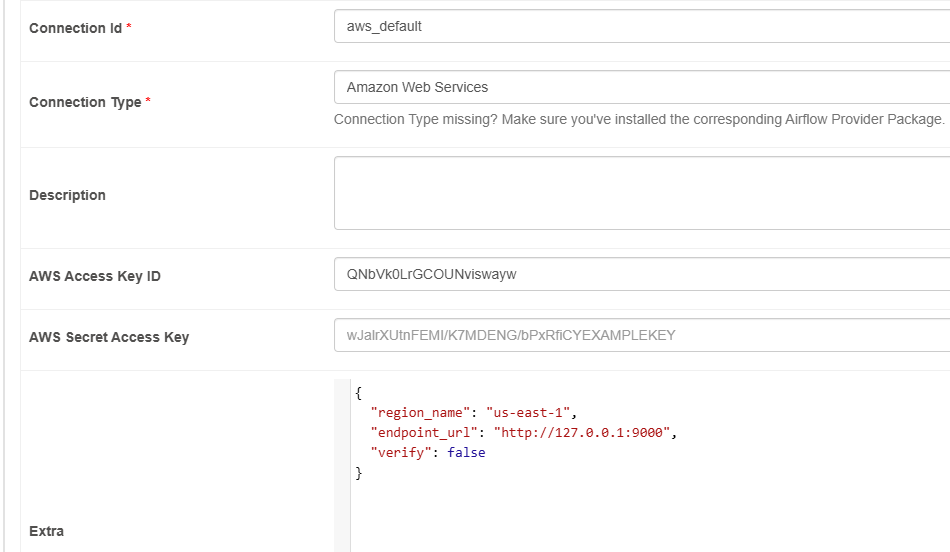 Connection Id *
aws_default
Connection Type *
Amazon Web Services
Connection Type missing? Make sure you've installed the corresponding Airflow Provider Package.
Description
AWS Access Key ID
QNbVk0LrGCOUNviswayw
AWS Secret Access Key
wJalrXUtnFEMI/K7MDENG/bPxRfiCYEXAMPLEKEY
Extra
{
"region_name": "us-east-1",
"endpoint_url": "http://127.0.0.1:9000",
"verify": false
}